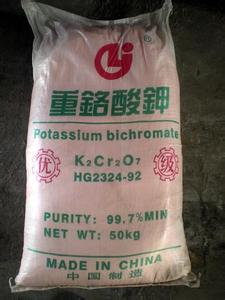 重鉻酸鉀
Potassium bichromate
优 K₂Cr₂O₇ 级
HG2324-92
PURITY: 99.7%MIN
NET WT: 50kg
MADE IN CHINA
中国制造